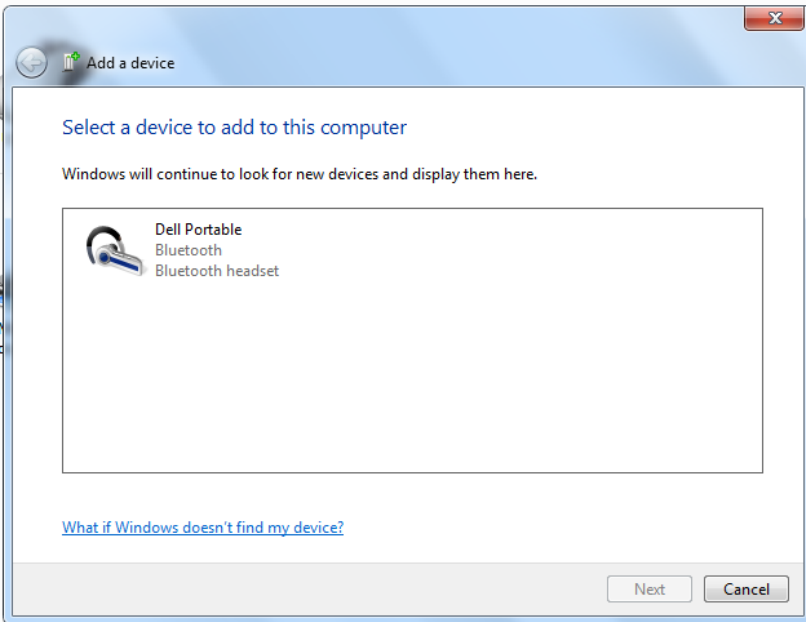 Add a device
Select a device to add to this computer
Windows will continue to look for new devices and display them here.
Dell Portable
Bluetooth
Bluetooth headset
What if Windows doesn't find my device?
Next
Cancel